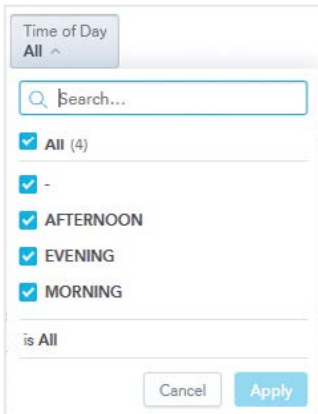 Time of Day
All
Search...
All (4)
-
AFTERNOON
EVENING
MORNING
is All
Cancel Apply